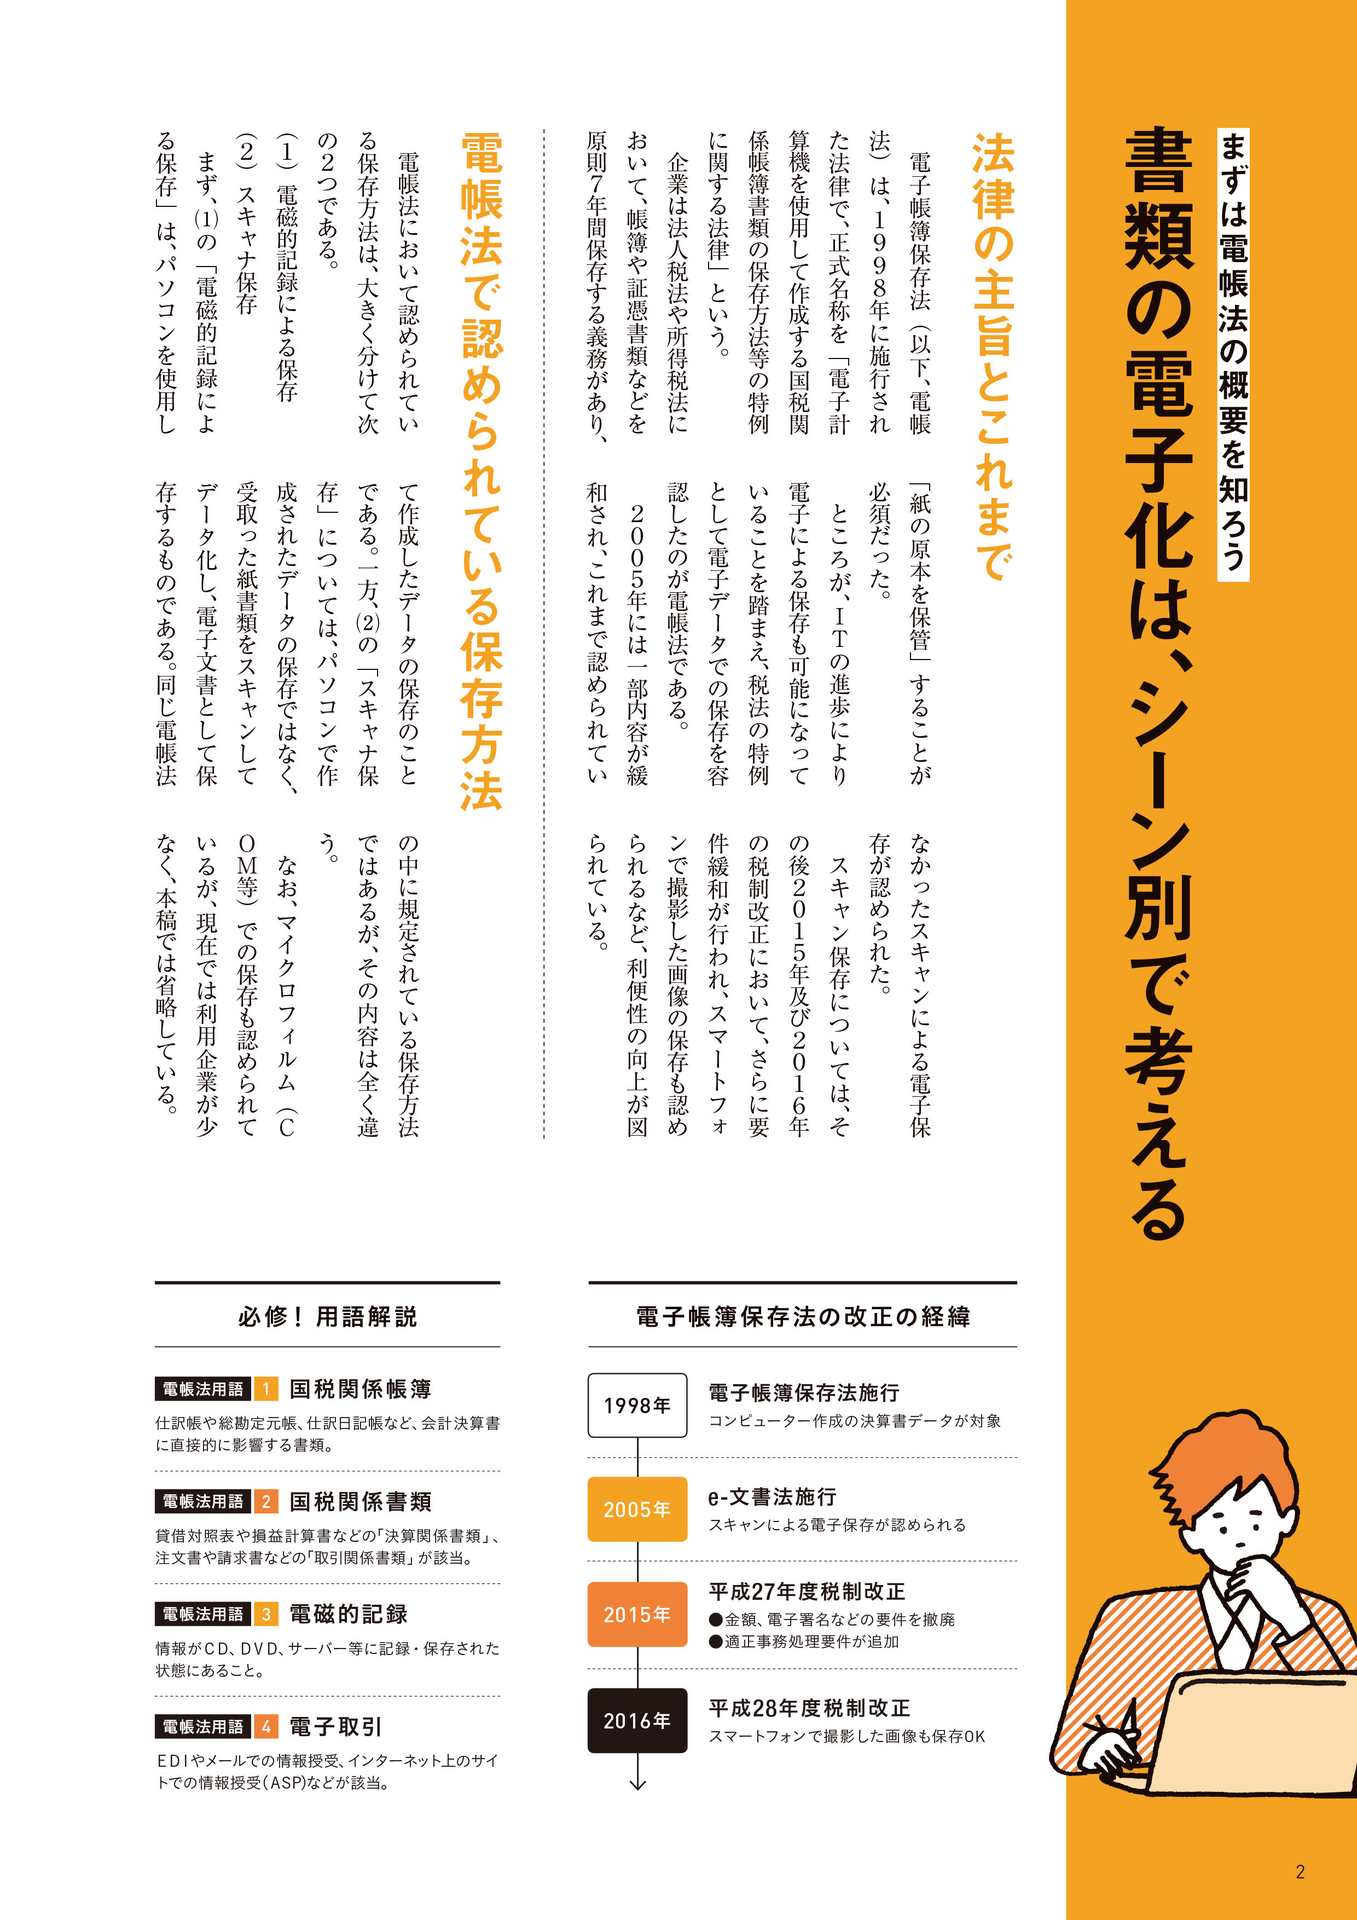 まずは電帳法の概要を知ろう
書類の電子化は、シーン別で考える
法律の主旨とこれまで
電子帳簿保存法（以下、電帳
法）は、1998年に施行され
た法律で、正式名称を「電子計
算機を使用して作成する国税関
係帳簿書類の保存方法等の特例
に関する法律」という。
企業は法人税法や所得税法に
おいて、帳簿や証憑書類などを
原則7年間保存する義務があり、
「紙の原本を保管」することが
必須だった。
ところが、ITの進歩により
電子による保存も可能になって
いることを踏まえ、税法の特例
として電子データでの保存を容
認したのが電帳法である。
2005年には一部内容が緩
和され、これまで認められてい
なかったスキャンによる電子保
存が認められた。
スキャン保存については、そ
の後2015年及び2016年
の税制改正において、さらに要
件緩和が行われ、スマートフォ
ンで撮影した画像の保存も認め
られるなど、利便性の向上が図
られている。
電帳法で認められている保存方法
電帳法において認められてい
る保存方法は、大きく分けて次
の2つである。
（1）電磁的記録による保存
（2）スキャナ保存
まず、(1)の「電磁的記録によ
る保存」は、パソコンを使用し
て作成したデータの保存のこと
である。一方、(2)の「スキャナ保
存」については、パソコンで作
成されたデータの保存ではなく、
受取った紙書類をスキャンして
データ化し、電子文書として保
存するものである。同じ電帳法
の中に規定されている保存方法
ではあるが、その内容は全く違
う。
なお、マイクロフィルム（C
OM等）での保存も認められて
いるが、現在では利用企業が少
なく、本稿では省略している。
電子帳簿保存法の改正の経緯
1998年
電子帳簿保存法施行
コンピューター作成の決算書データが対象
2005年
e-文書法施行
スキャンによる電子保存が認められる
2015年
平成27年度税制改正
●金額、電子署名などの要件を撤廃
●適正事務処理要件が追加
2016年
平成28年度税制改正
スマートフォンで撮影した画像も保存OK
必修！用語解説
電帳法用語 1 国税関係帳簿
仕訳帳や総勘定元帳、仕訳日記帳など、会計決算書
に直接的に影響する書類。
電帳法用語 2 国税関係書類
貸借対照表や損益計算書などの「決算関係書類」、
注文書や請求書などの「取引関係書類」が該当。
電帳法用語 3 電磁的記録
情報がCD、DVD、サーバー等に記録・保存された
状態にあること。
電帳法用語 4 電子取引
EDIやメールでの情報授受、インターネット上のサイ
トでの情報授受(ASP)などが該当。
2